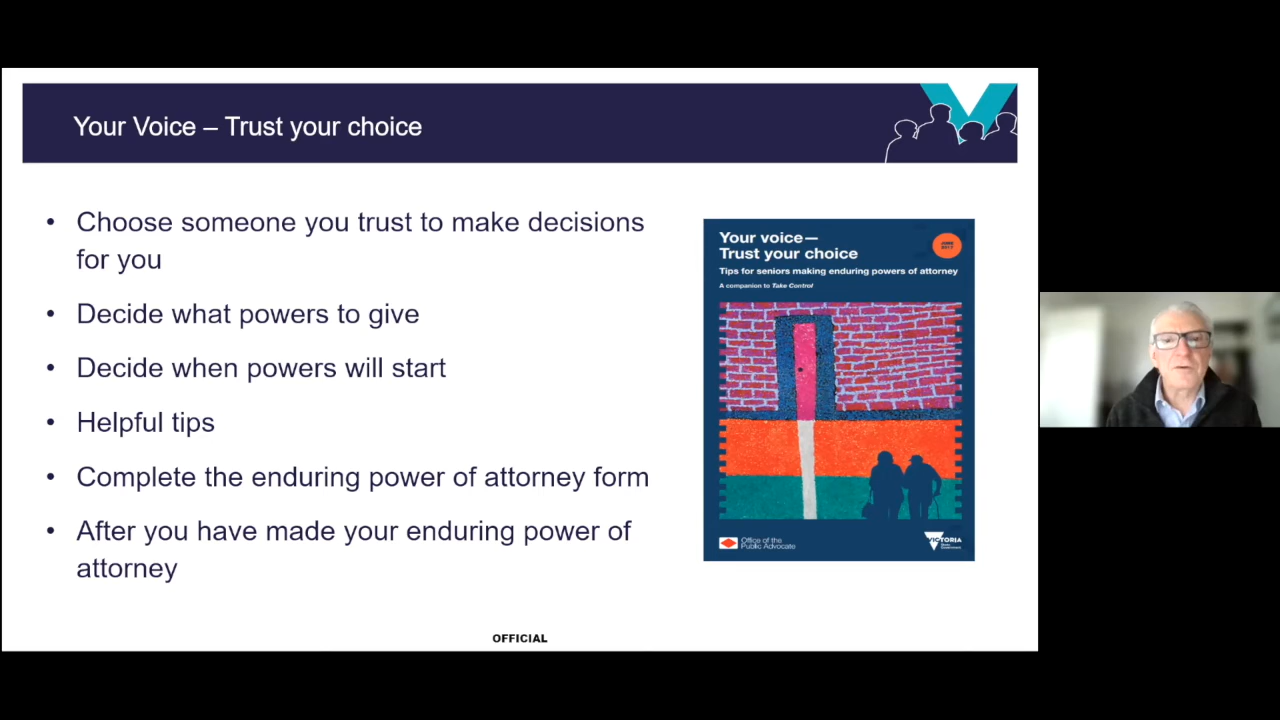 Your Voice – Trust your choice
• Choose someone you trust to make decisions
for you
• Decide what powers to give
• Decide when powers will start
• Helpful tips
• Complete the enduring power of attorney form
• After you have made your enduring power of
attorney
Your voice—
Trust your choice
Tips for seniors making enduring powers of attorney
A companion to Take Control
Office of the
Public Advocate
VICTORIA
OFFICIAL